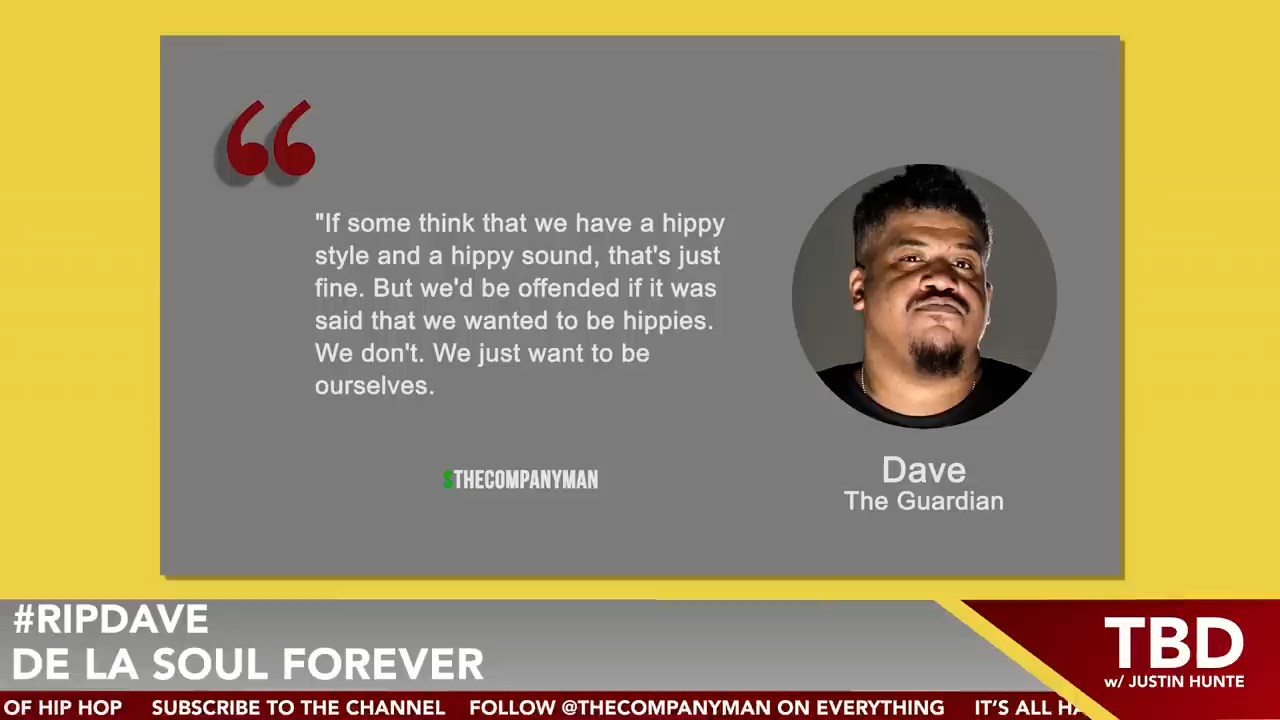 "If some think that we have a hippy
style and a hippy sound, that's just
fine. But we'd be offended if it was
said that we wanted to be hippies.
We don't. We just want to be
ourselves.
$THECOMPANYMAN
Dave
The Guardian
#RIPDAVE
DE LA SOUL FOREVER
TBD
w/ JUSTIN HUNTE
OF HIP HOP SUBSCRIBE TO THE CHANNEL FOLLOW @THECOMPANYMAN ON EVERYTHING IT'S ALL